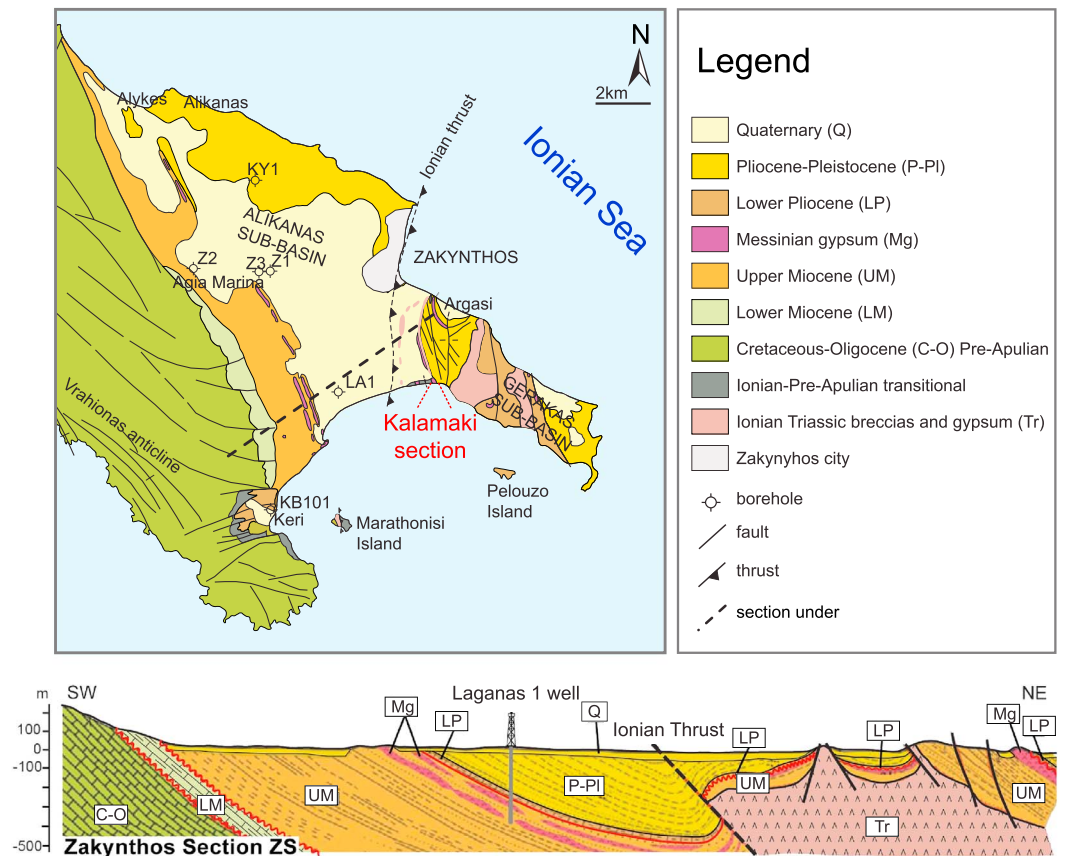 N
2km
Alykes
Alikanas
Ionian thrust
Ionian Sea
KY1
ALIKANAS
SUB-BASIN
ZAKYNTHOS
Z2
Z3
Z1
Agia Marina
Argasi
LA1
Vrahionas anticline
Kalamaki
section
GERAKAS
SUB-BASIN
Pelouzo
Island
KB101
Keri
Marathonisi
Island
Legend
Quaternary (Q)
Pliocene-Pleistocene (P-Pl)
Lower Pliocene (LP)
Messinian gypsum (Mg)
Upper Miocene (UM)
Lower Miocene (LM)
Cretaceous-Oligocene (C-O) Pre-Apulian
Ionian-Pre-Apulian transitional
Ionian Triassic breccias and gypsum (Tr)
Zakynyhos city
borehole
fault
thrust
section under
m
SW
Laganas 1 well
NE
Mg
LP
Q
Ionian Thrust
LP
LP
Mg
LP
100
0
-100
-500
C-O
LM
UM
P-Pl
UM
Tr
UM
Zakynthos Section ZS